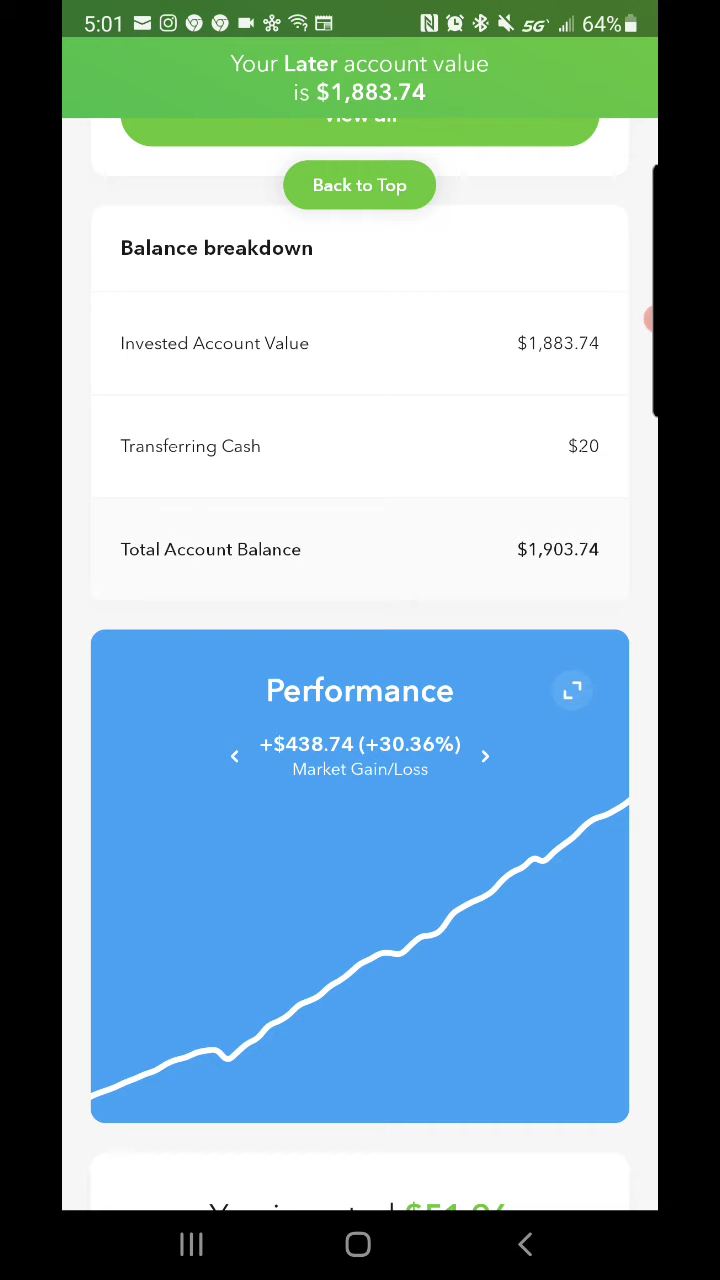 5:01
5G
64%
Your Later account value
is $1,883.74
View all
Back to Top
Balance breakdown
Invested Account Value
$1,883.74
Transferring Cash
$20
Total Account Balance
$1,903.74
Performance
+$438.74 (+30.36%)
Market Gain/Loss